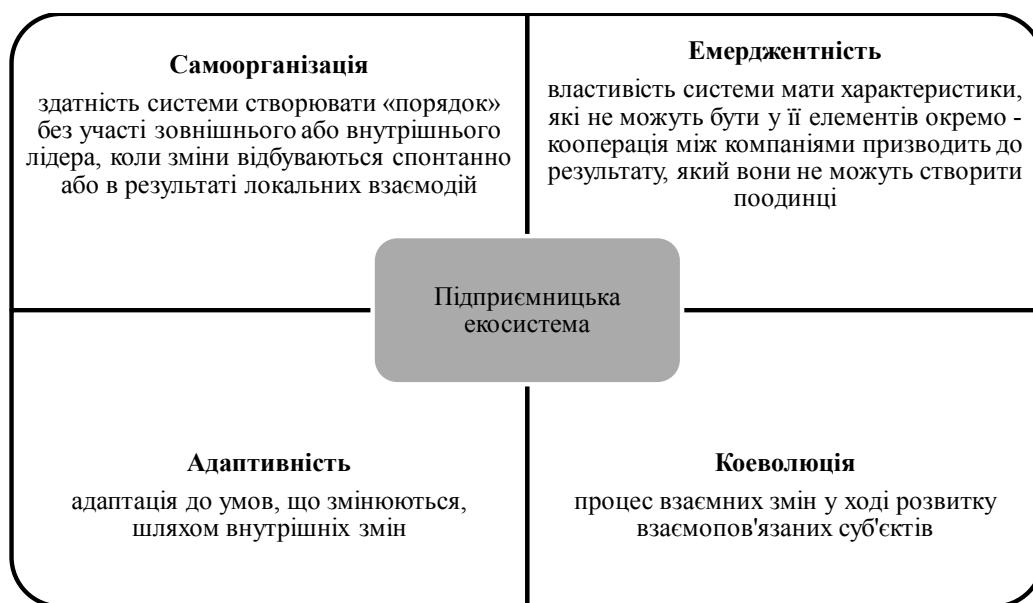 Самоорганізація
здатність системи створювати «порядок»
без участі зовнішнього або внутрішнього
лідера, коли зміни відбуваються спонтанно
або в результаті локальних взаємодій
Емерджентність
властивість системи мати характеристики,
які не можуть бути у її елементів окремо -
кооперація між компаніями призводить до
результату, який вони не можуть створити
поодинці
Підприємницька
екосистема
Адаптивність
адаптація до умов, що змінюються,
шляхом внутрішніх змін
Коеволюція
процес взаємних змін у ході розвитку
взаємопов'язаних суб'єктів